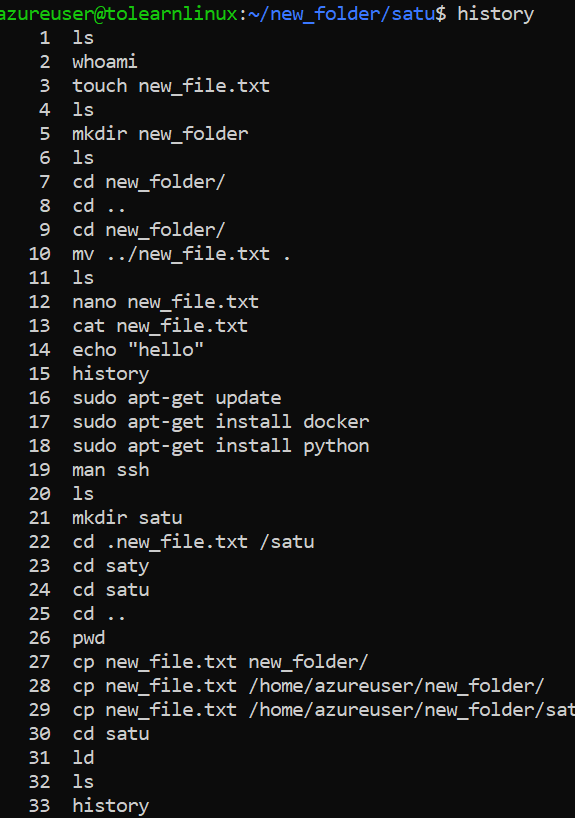 azureuser@tolearnlinux:~/new_folder/satu$ history
1 ls
2 whoami
3 touch new_file.txt
4 ls
5 mkdir new_folder
6 ls
7 cd new_folder/
8 cd ..
9 cd new_folder/
10 mv ../new_file.txt .
11 ls
12 nano new_file.txt
13 cat new_file.txt
14 echo "hello"
15 history
16 sudo apt-get update
17 sudo apt-get install docker
18 sudo apt-get install python
19 man ssh
20 ls
21 mkdir satu
22 cd .new_file.txt /satu
23 cd saty
24 cd satu
25 cd ..
26 pwd
27 cp new_file.txt new_folder/
28 cp new_file.txt /home/azureuser/new_folder/
29 cp new_file.txt /home/azureuser/new_folder/sat
30 cd satu
31 ld
32 ls
33 history